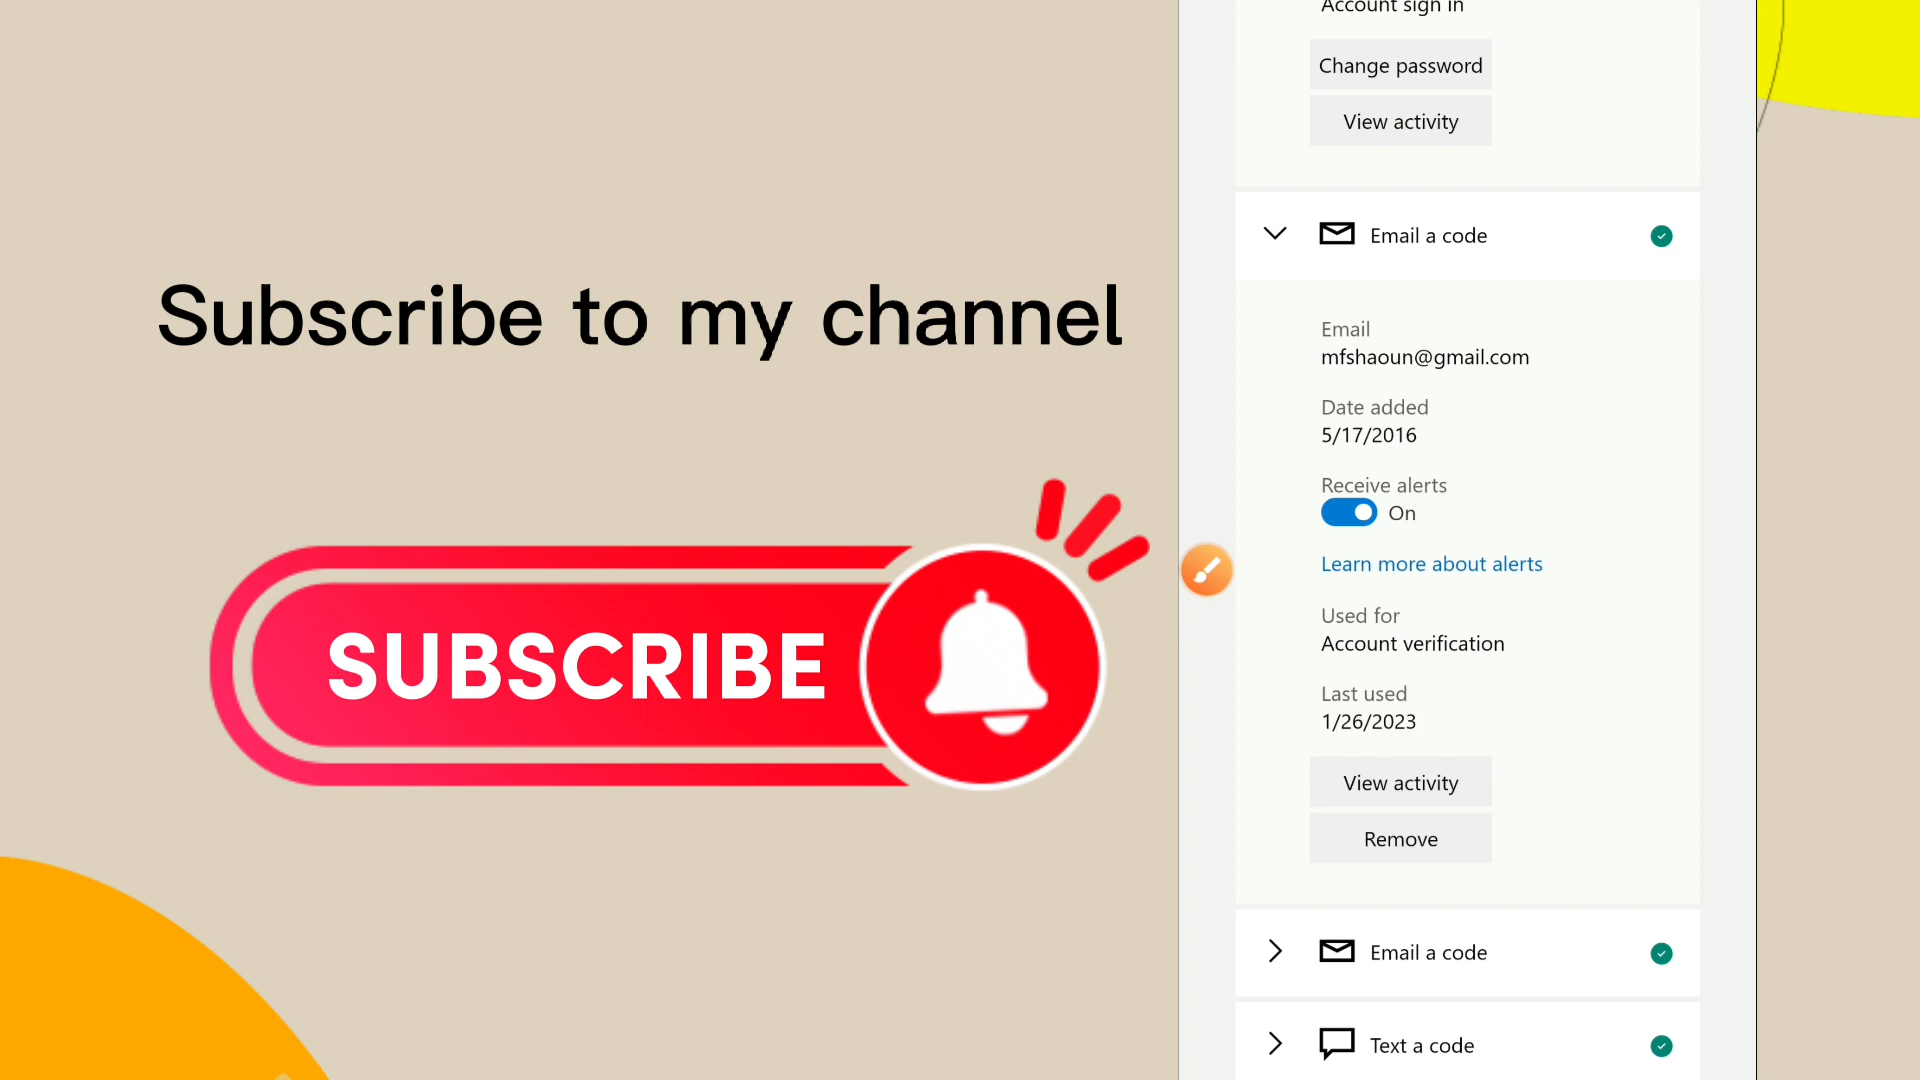 Subscribe to my channel
SUBSCRIBE
Account sign in
Change password
View activity
Email a code
Email
mfshaoun@gmail.com
Date added
5/17/2016
Receive alerts
On
Learn more about alerts
Used for
Account verification
Last used
1/26/2023
View activity
Remove
Email a code
Text a code